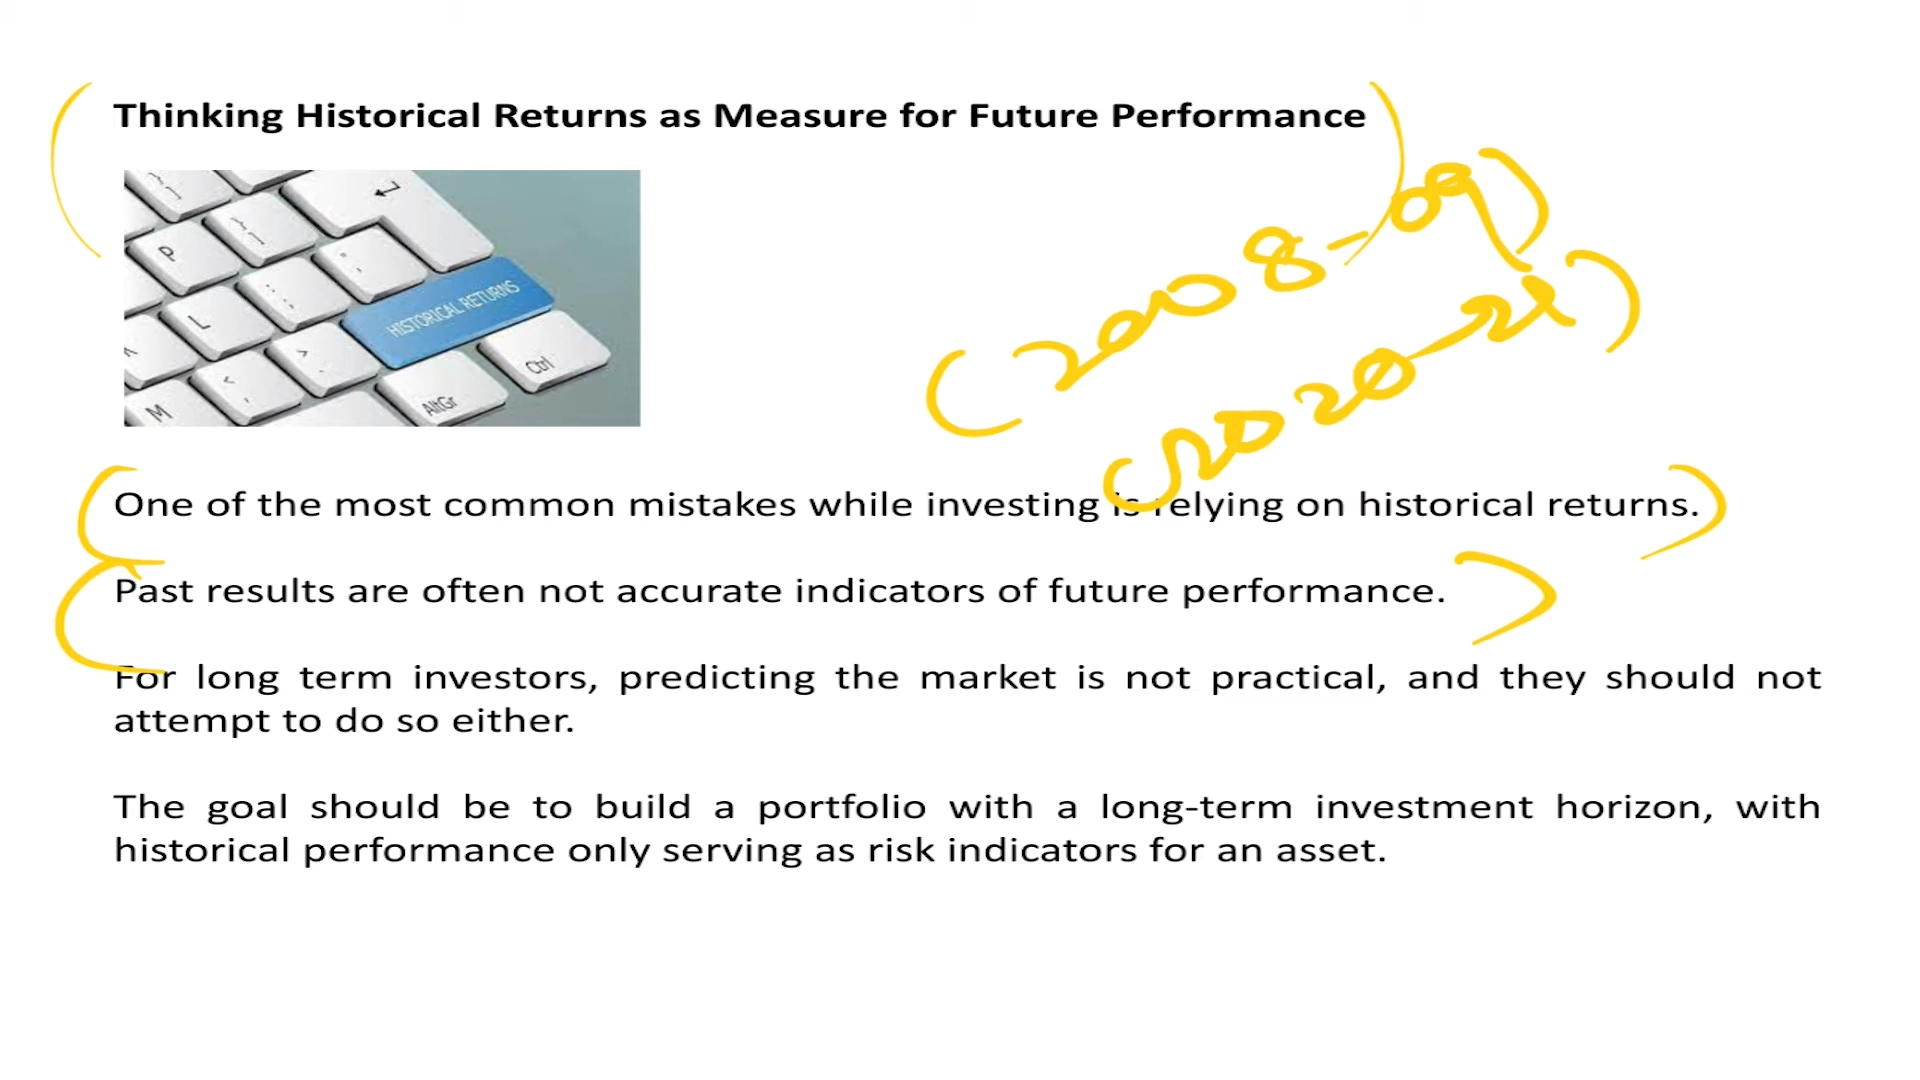 Thinking Historical Returns as Measure for Future Performance
P
L
HISTORICAL RETURNS
M
AltGr
Ctrl
(2008-09)
(2020-21)
One of the most common mistakes while investing is relying on historical returns.
Past results are often not accurate indicators of future performance.
For long term investors, predicting the market is not practical, and they should not
attempt to do so either.
The goal should be to build a portfolio with a long-term investment horizon, with
historical performance only serving as risk indicators for an asset.